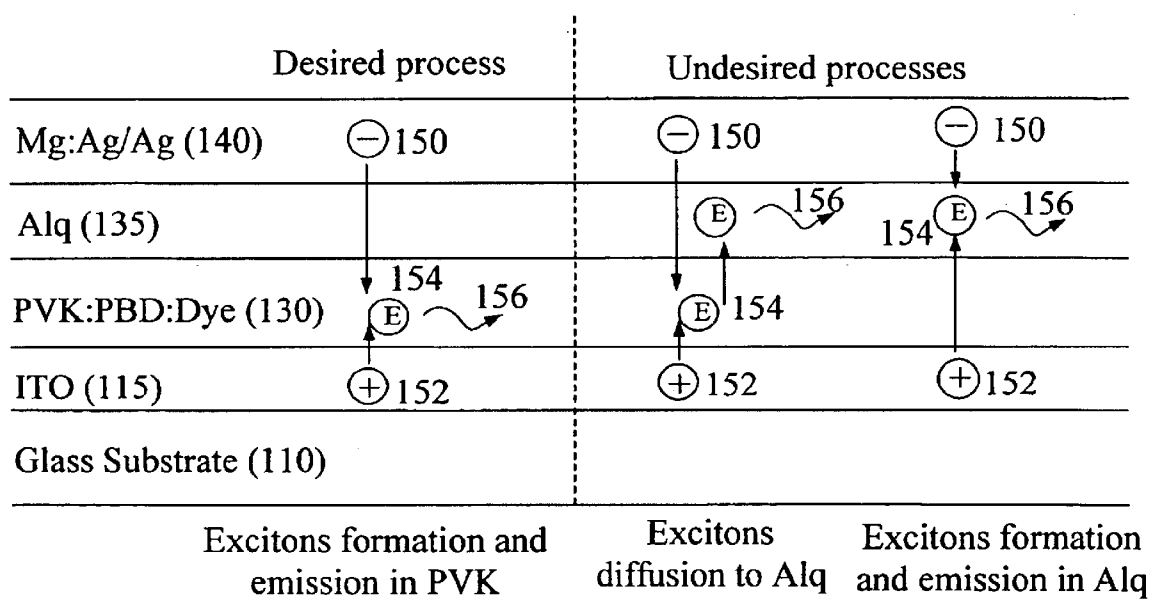 Desired process
Undesired processes
Mg:Ag/Ag (140)
− 150
− 150
− 150
Alq (135)
E
156
154
E
156
PVK:PBD:Dye (130)
154
E
156
E
154
ITO (115)
+ 152
+ 152
+ 152
Glass Substrate (110)
Excitons formation and
emission in PVK
Excitons
diffusion to Alq
Excitons formation
and emission in Alq